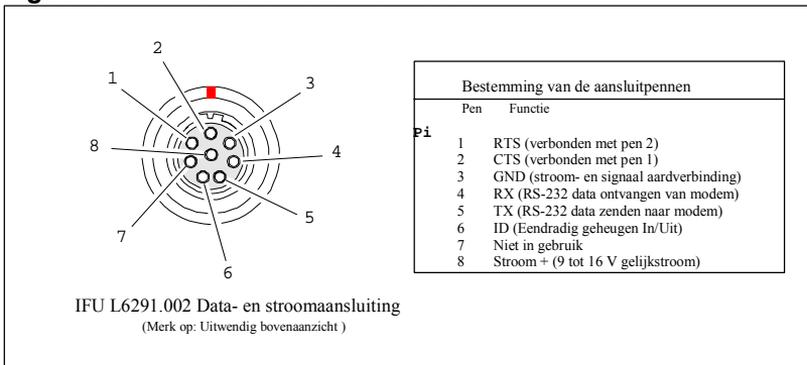 2
1
3
8
4
7
5
6
IFU L6291.002 Data- en stroomaansluiting
(Merk op: Uitwendig bovenaanzicht )
Bestemming van de aansluitpennen
Pen Functie
Pi
1 RTS (verbonden met pen 2)
2 CTS (verbonden met pen 1)
3 GND (stroom- en signaal aardverbinding)
4 RX (RS-232 data ontvangen van modem)
5 TX (RS-232 data zenden naar modem)
6 ID (Eendradig geheugen In/Uit)
7 Niet in gebruik
8 Stroom + (9 tot 16 V gelijkstroom)